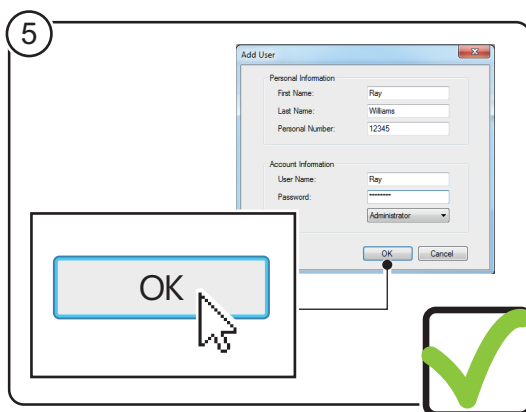 5
Add User
Personal Information
First Name: Ray
Last Name: Williams
Personal Number: 12345
Account Information
User Name: Ray
Password: ********
Administrator
OK Cancel
OK